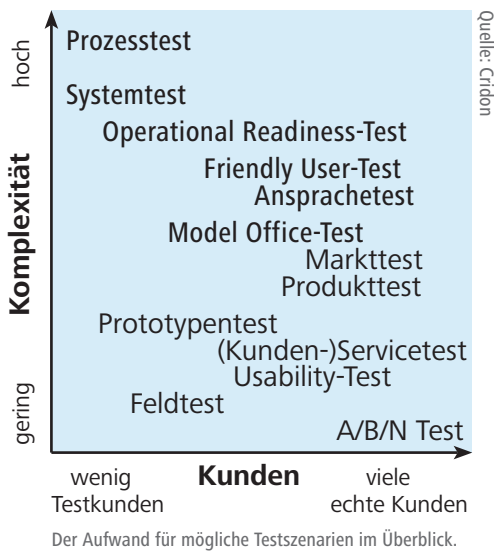 Quelle: Cridon
hoch
Komplexität
gering
Prozesstest
Systemtest
Operational Readiness-Test
Friendly User-Test
Ansprachetest
Model Office-Test
Markttest
Produkttest
Prototypentest
(Kunden-)Servicetest
Usability-Test
Feldtest
A/B/N Test
wenig
Testkunden
Kunden
viele
echte Kunden
Der Aufwand für mögliche Testszenarien im Überblick.